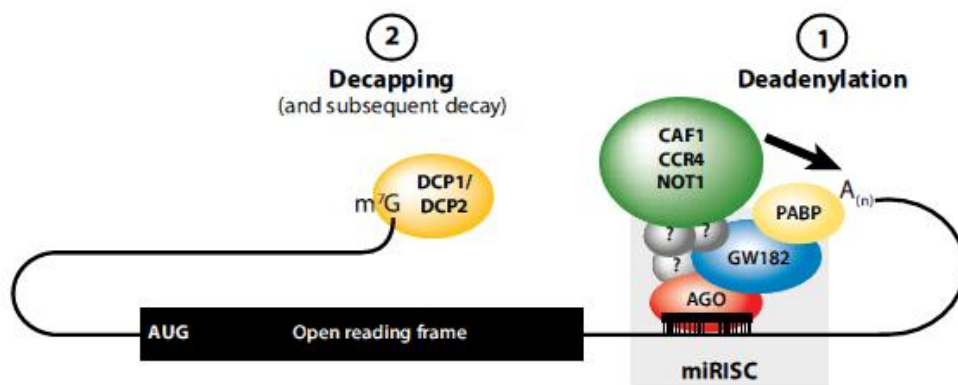 2
Decapping
(and subsequent decay)
1
Deadenylation
CAF1
CCR4
NOT1
DCP1/
DCP2
m⁷G
A(n)
PABP
?
?
?
GW182
AGO
AUG
Open reading frame
miRISC